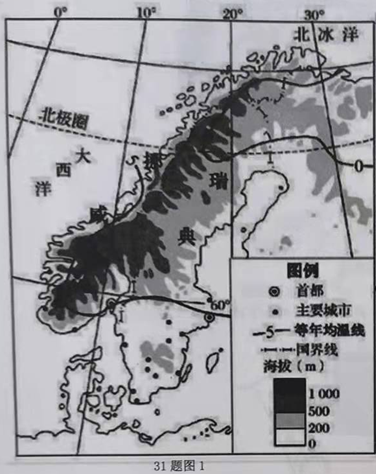 0° 10° 20° 30°
北冰洋
北极圈
大
西
洋
挪
威
瑞
典
0
60°
图例
首都
主要城市
5 等年均温线
国界线
海拔(m)
1 000
500
200
0
31题图1